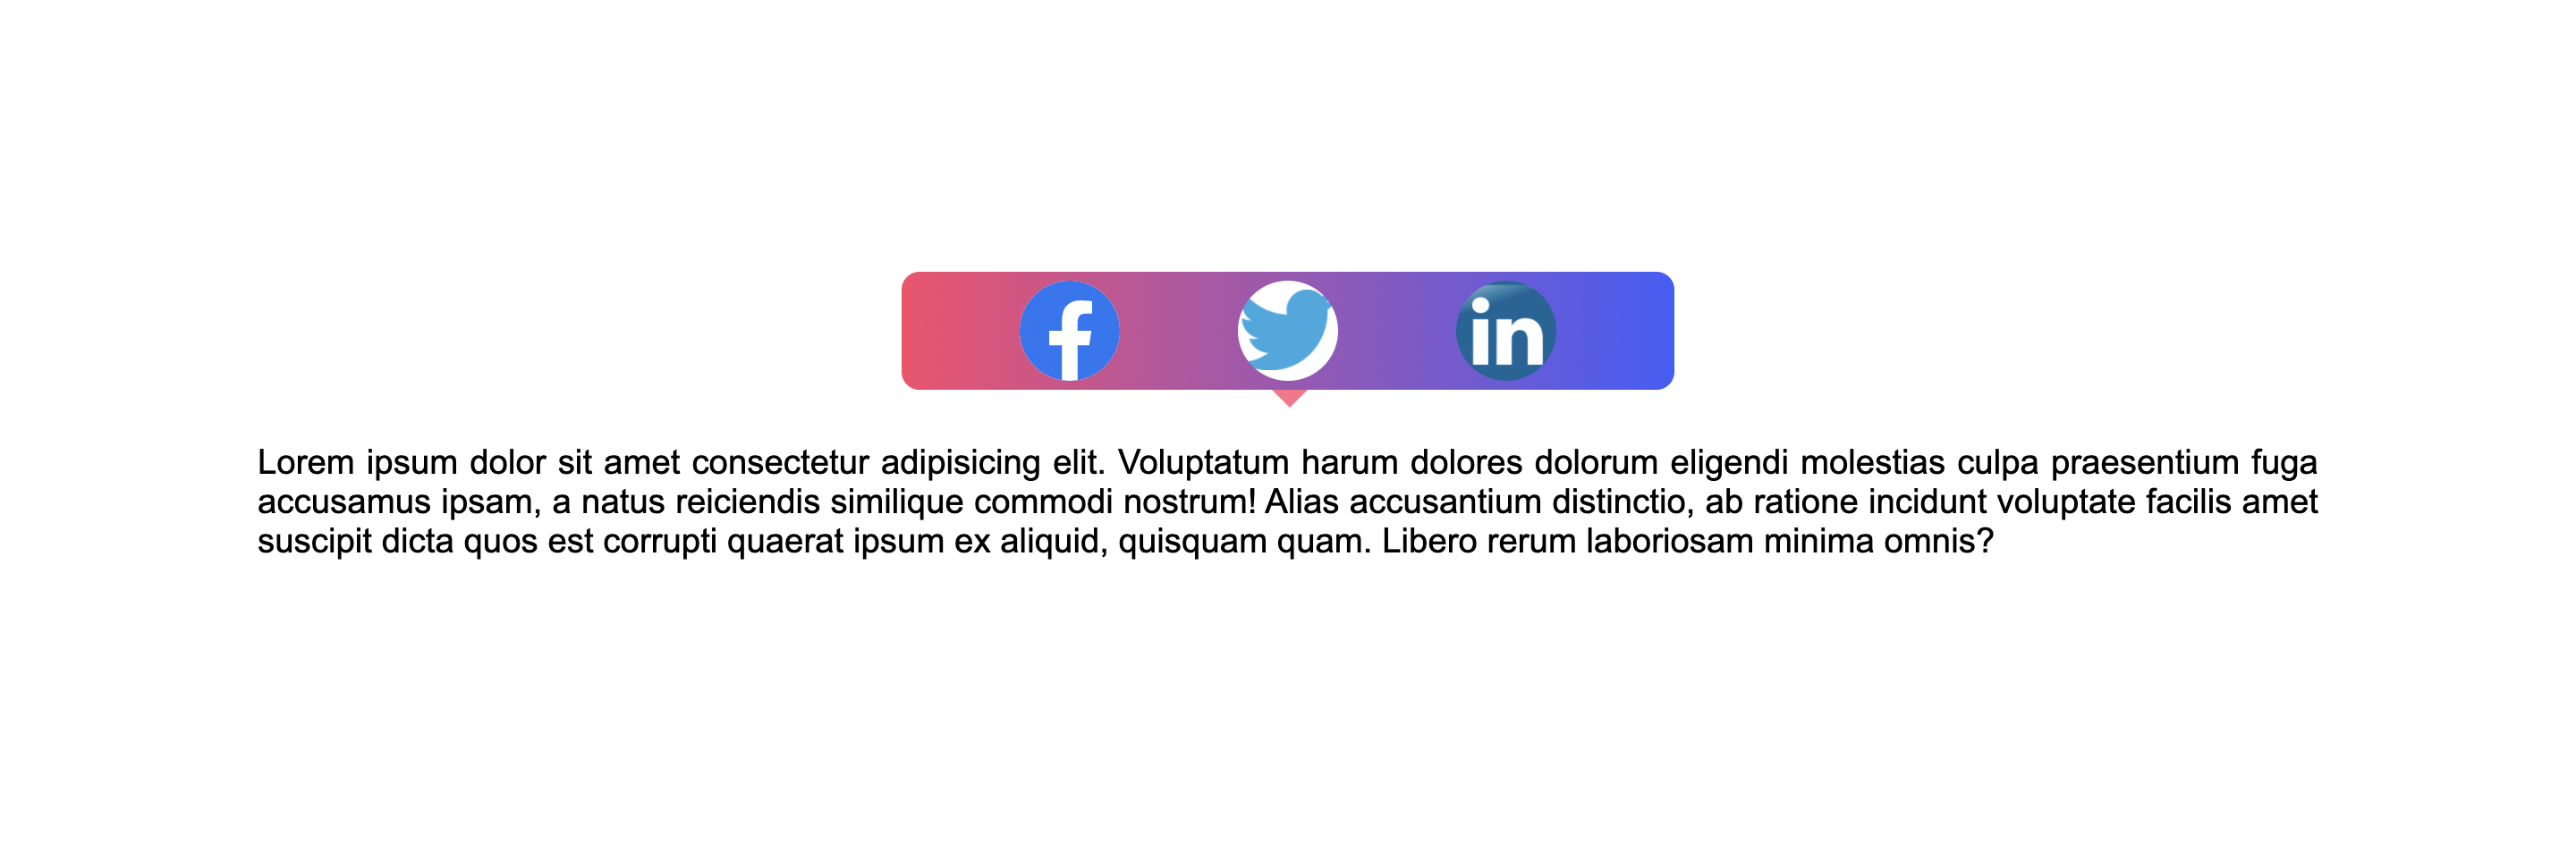 f
in
Lorem ipsum dolor sit amet consectetur adipisicing elit. Voluptatum harum dolores dolorum eligendi molestias culpa praesentium fuga
accusamus ipsam, a natus reiciendis similique commodi nostrum! Alias accusantium distinctio, ab ratione incidunt voluptate facilis amet
suscipit dicta quos est corrupti quaerat ipsum ex aliquid, quisquam quam. Libero rerum laboriosam minima omnis?